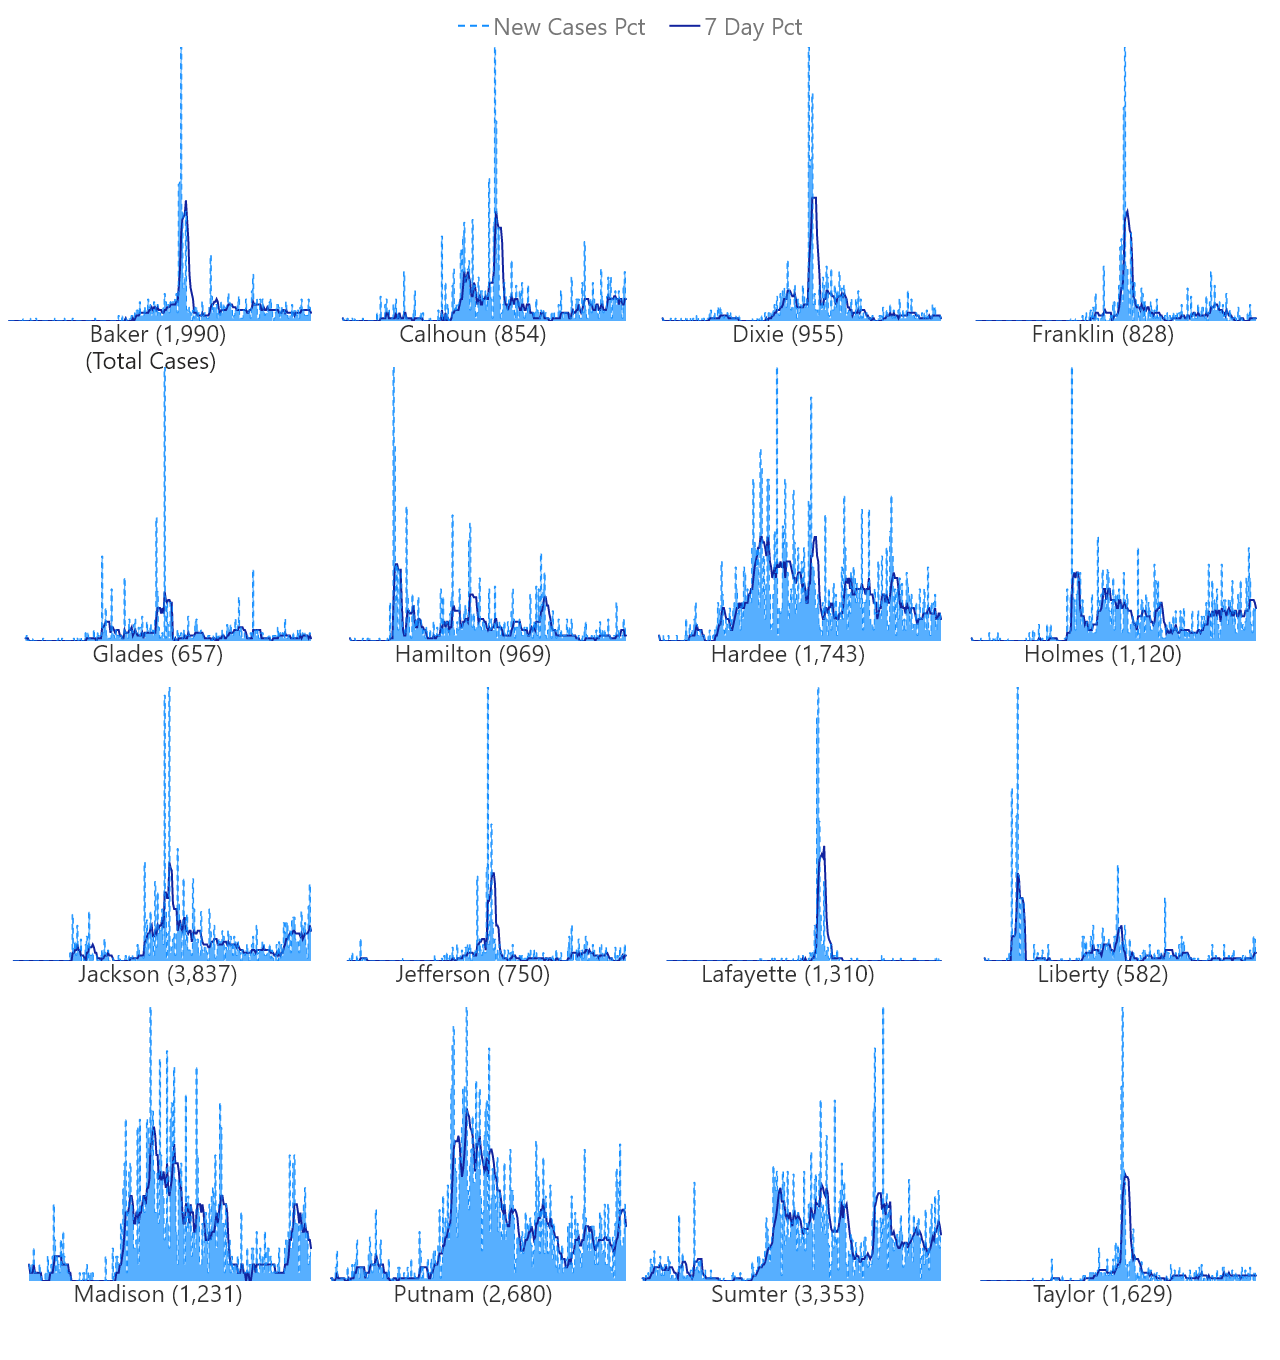 New Cases Pct 7 Day Pct
Baker (1,990) Calhoun (854) Dixie (955) Franklin (828)
(Total Cases)
Glades (657) Hamilton (969) Hardee (1,743) Holmes (1,120)
Jackson (3,837) Jefferson (750) Lafayette (1,310) Liberty (582)
Madison (1,231) Putnam (2,680) Sumter (3,353) Taylor (1,629)